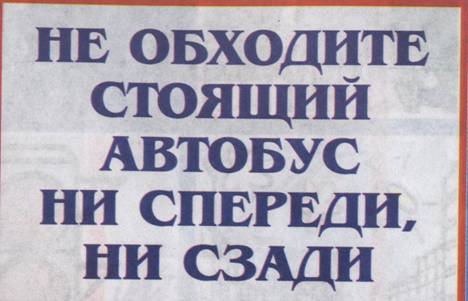 НЕ ОБХОДИТЕ
СТОЯЩИЙ
АВТОБУС
НИ СПЕРЕДИ,
НИ СЗАДИ